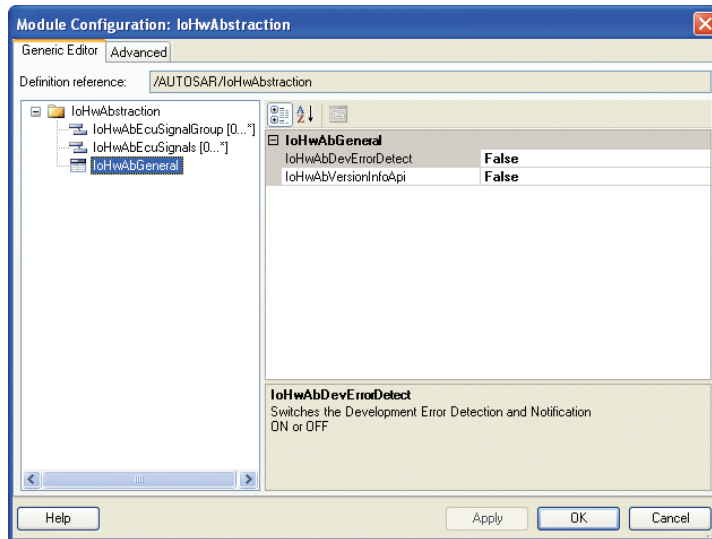 Module Configuration: IoHwAbstraction
Generic Editor Advanced
Definition reference: /AUTOSAR/IoHwAbstraction
IoHwAbstraction
IoHwAbEcuSignalGroup [0...*]
IoHwAbEcuSignals [0...*]
IoHwAbGeneral
IoHwAbGeneral
IoHwAbDevErrorDetect False
IoHwAbVersionInfoApi False
IoHwAbDevErrorDetect
Switches the Development Error Detection and Notification
ON or OFF
Help Apply OK Cancel